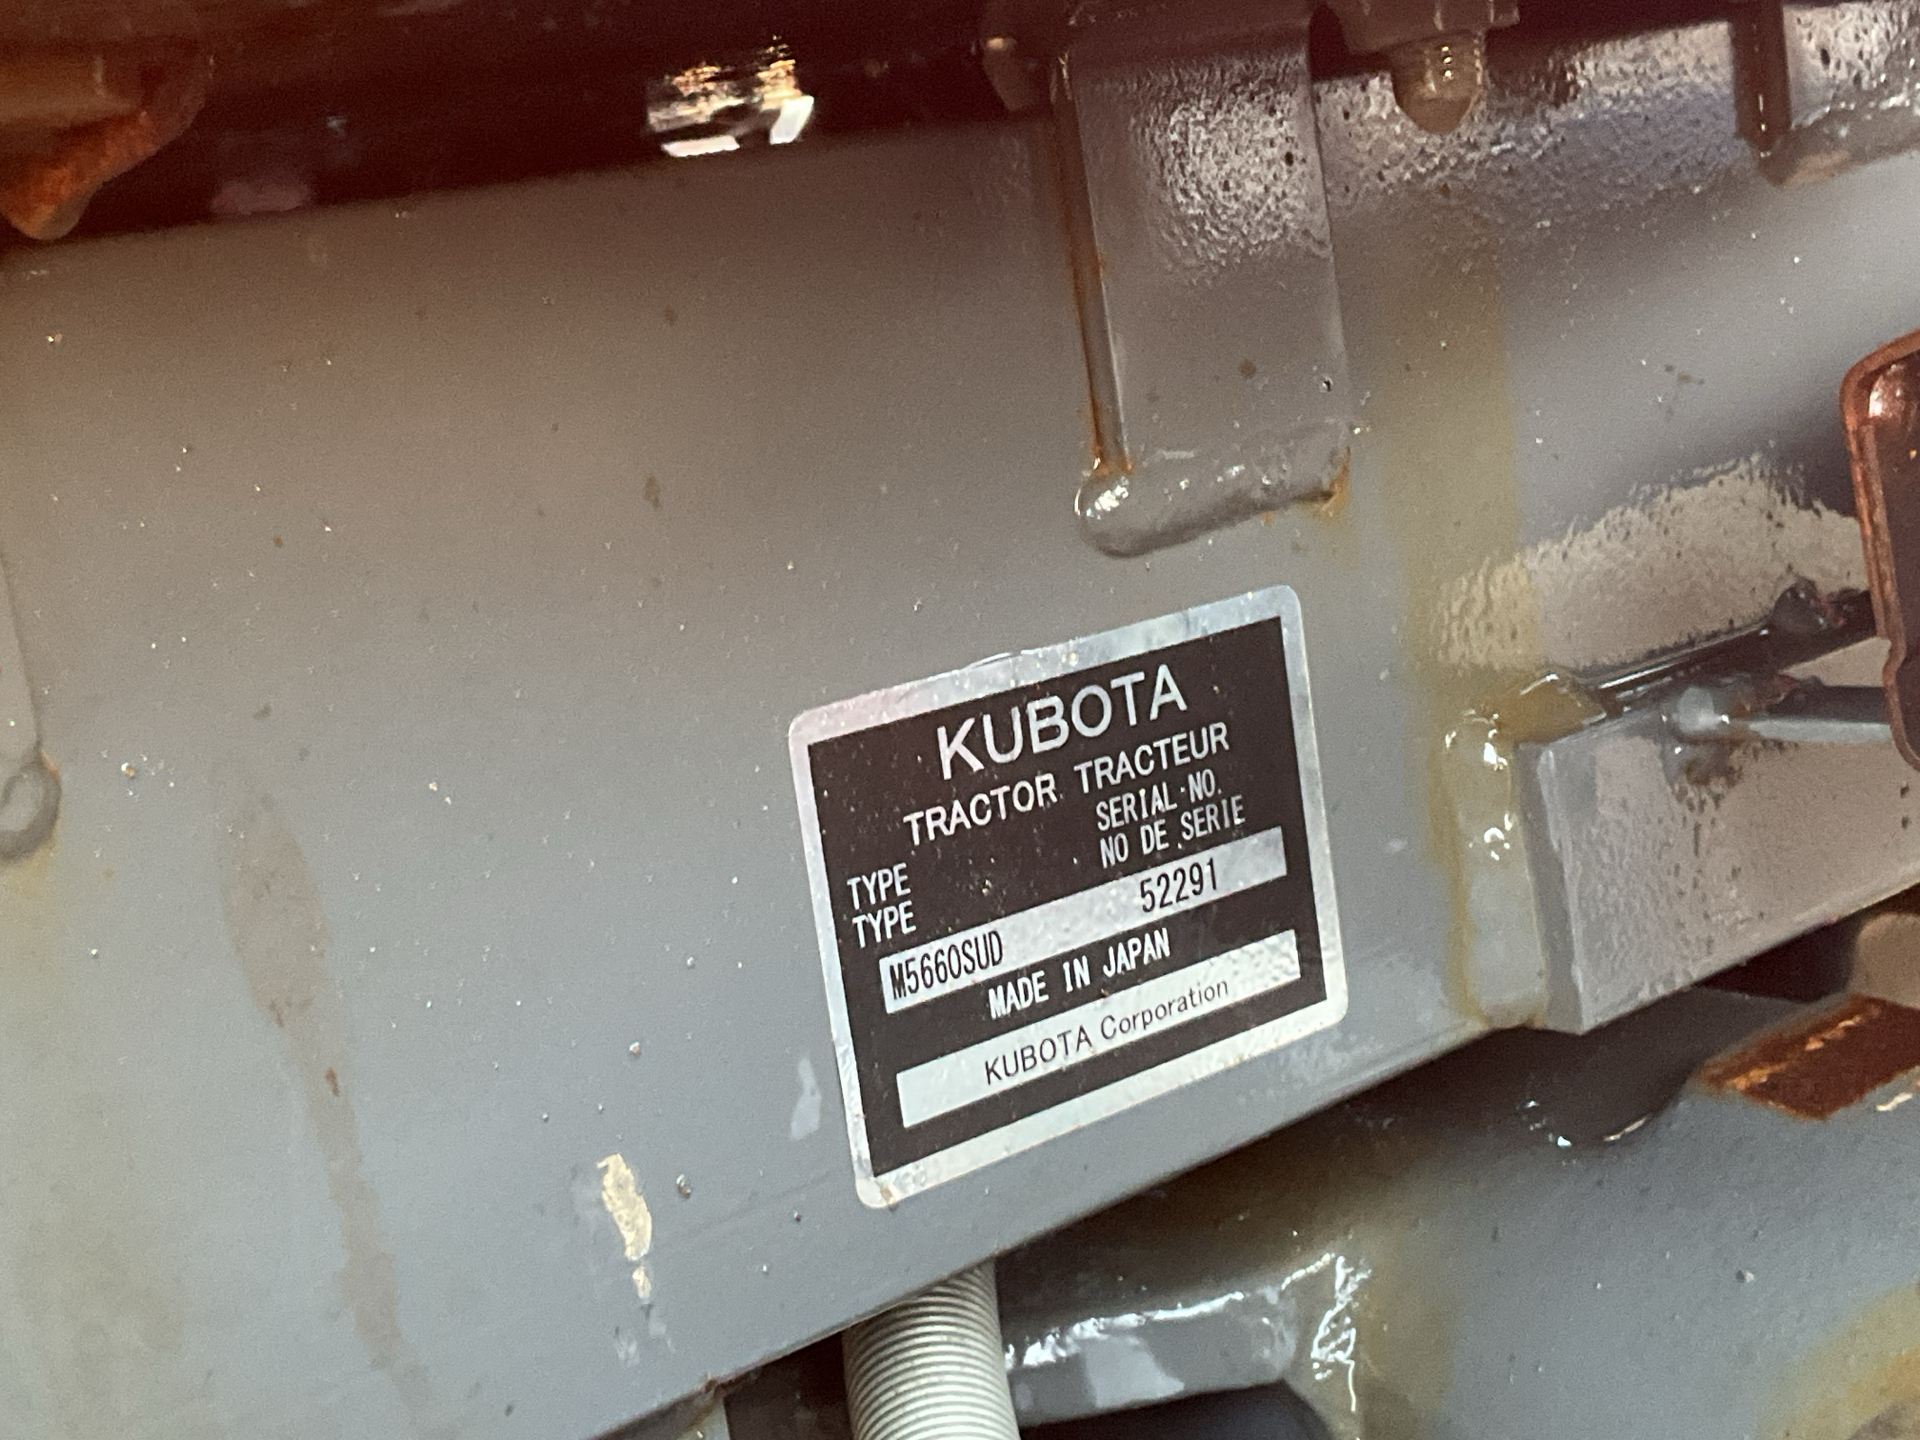 KUBOTA
TRACTOR TRACTEUR
SERIAL NO.
NO DE SERIE
TYPE
TYPE
M5660SUD 52291
MADE IN JAPAN
KUBOTA Corporation